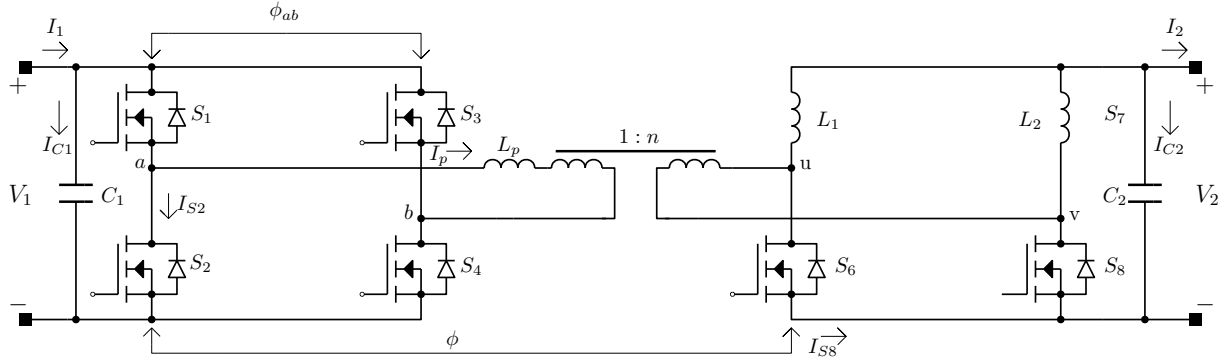 ϕab
I1
I2
+
+
S1
S3
L1
L2
S7
IC1
IC2
Lp
1 : n
Ip
a
u
V1
C1
IS2
b
v
C2
V2
S2
S4
S6
S8
−
−
ϕ
IS8